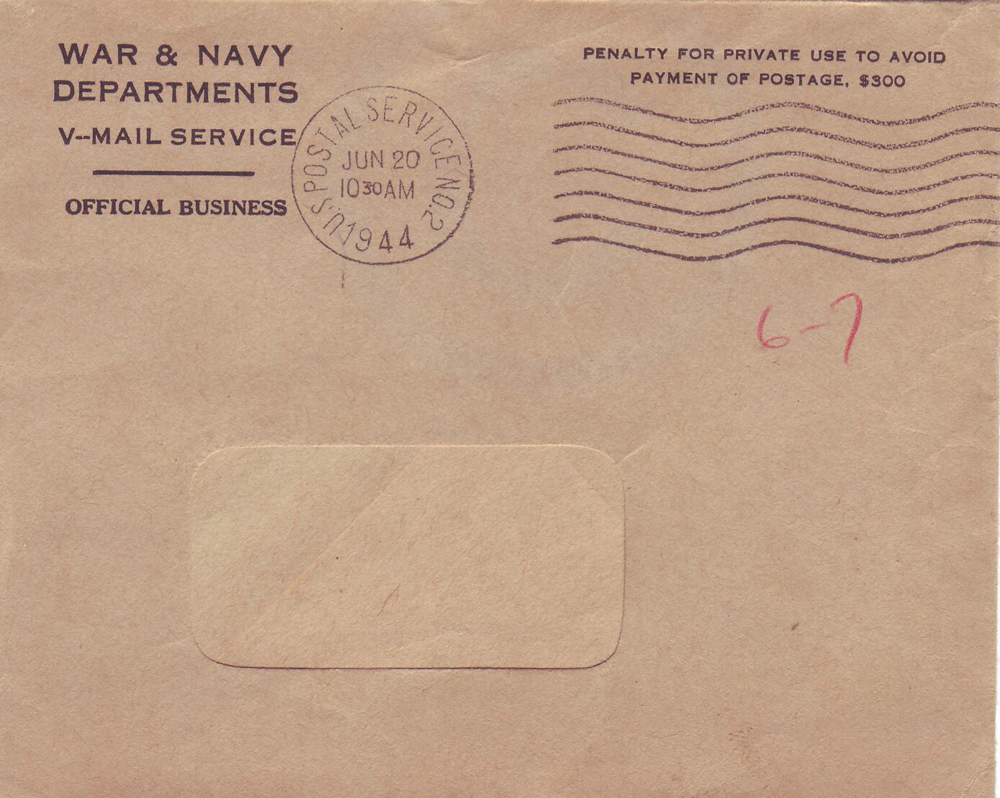 WAR & NAVY
DEPARTMENTS
V--MAIL SERVICE
OFFICIAL BUSINESS
U.S. POSTAL SERVICE NO. 2
JUN 20
10 30 AM
1944
PENALTY FOR PRIVATE USE TO AVOID
PAYMENT OF POSTAGE, $300
6-7